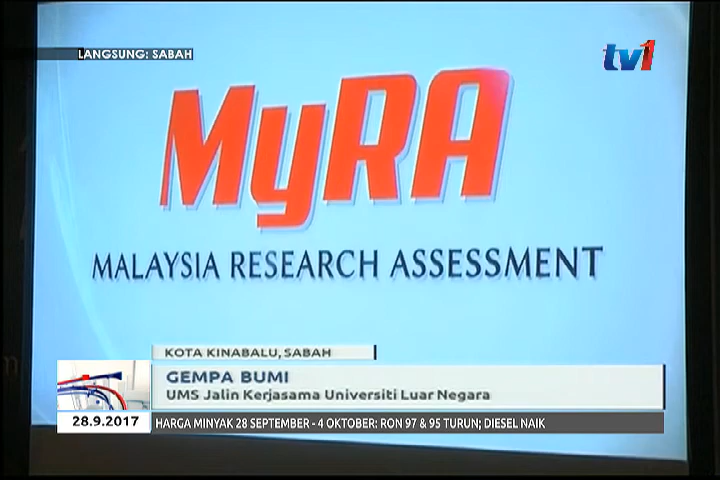 LANGSUNG: SABAH
tv1
MyRA
MALAYSIA RESEARCH ASSESSMENT
KOTA KINABALU, SABAH
GEMPA BUMI
UMS Jalin Kerjasama Universiti Luar Negara
28.9.2017
HARGA MINYAK 28 SEPTEMBER - 4 OKTOBER: RON 97 & 95 TURUN; DIESEL NAIK